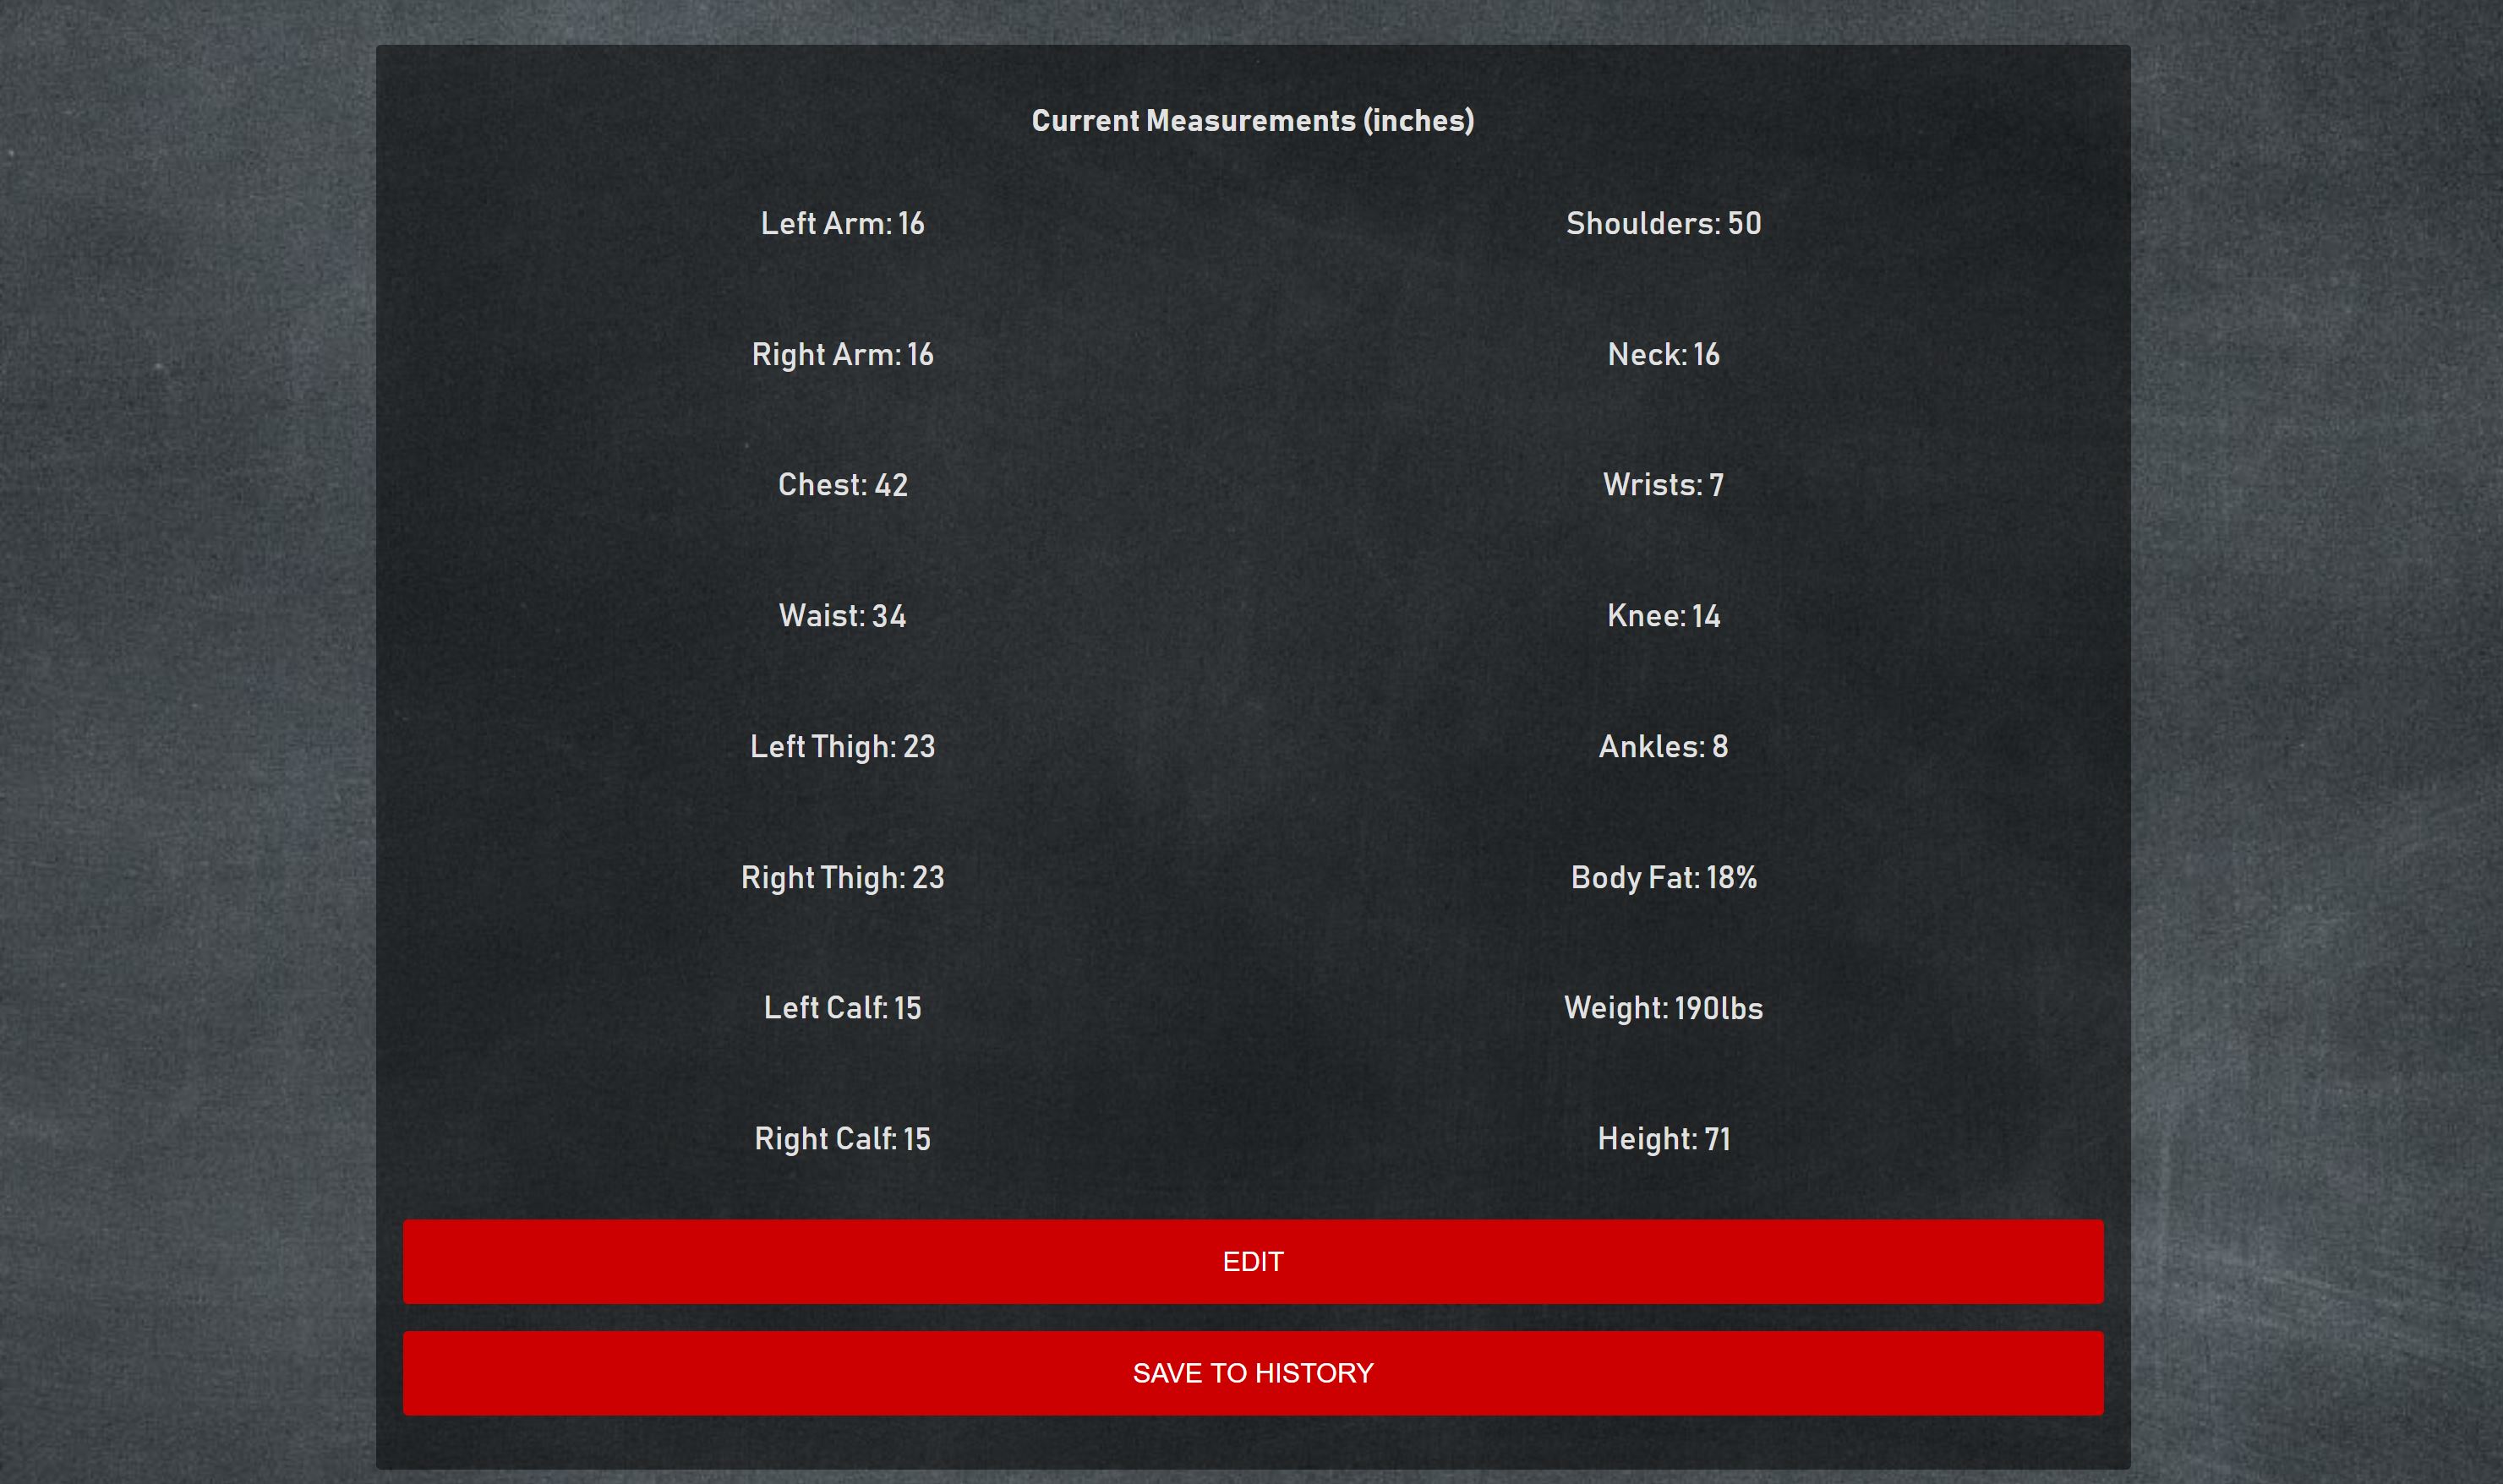 Current Measurements (inches)
Left Arm: 16
Shoulders: 50
Right Arm: 16
Neck: 16
Chest: 42
Wrists: 7
Waist: 34
Knee: 14
Left Thigh: 23
Ankles: 8
Right Thigh: 23
Body Fat: 18%
Left Calf: 15
Weight: 190lbs
Right Calf: 15
Height: 71
EDIT
SAVE TO HISTORY